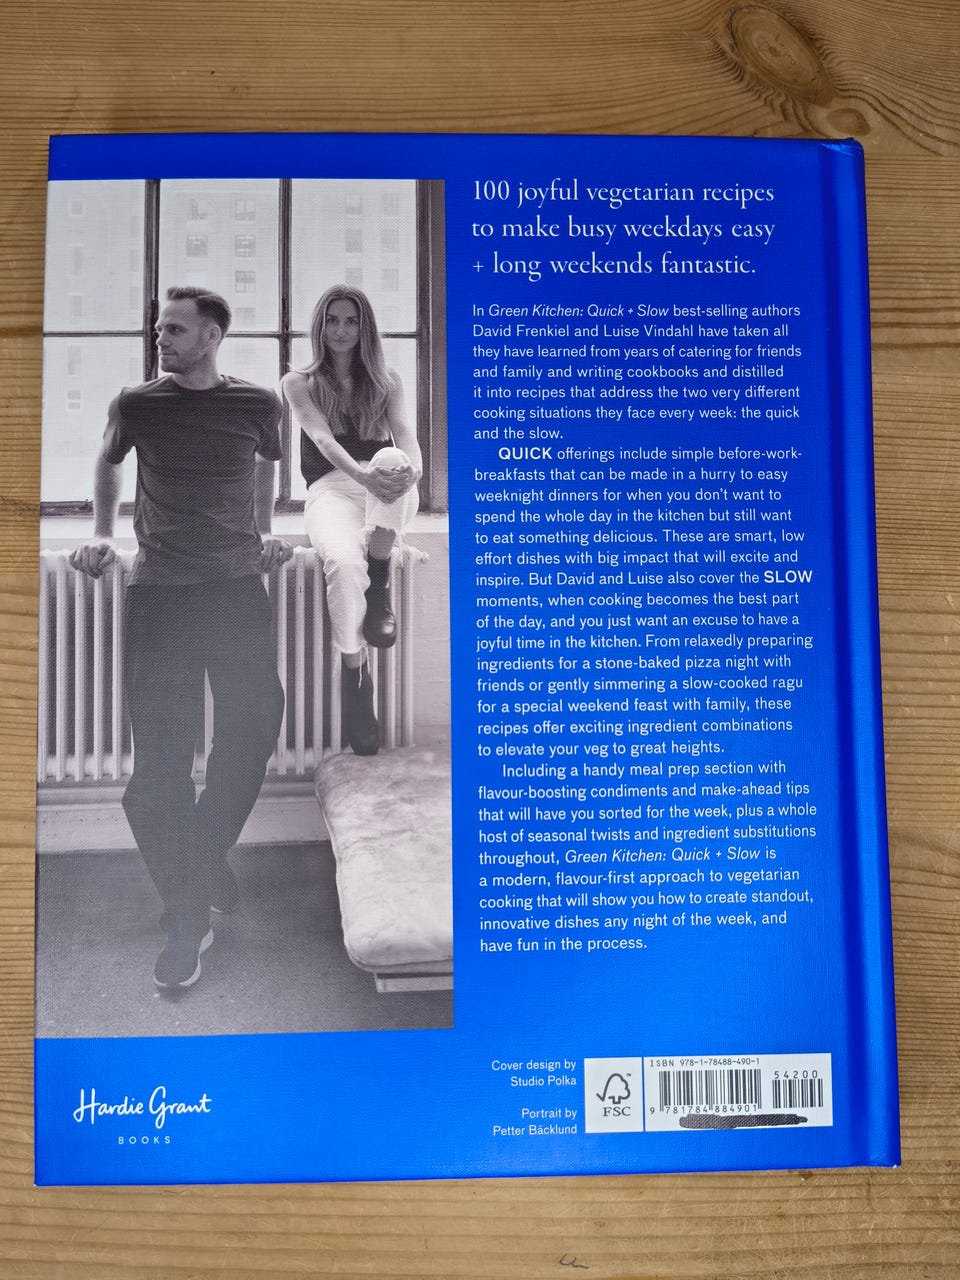 100 joyful vegetarian recipes
to make busy weekdays easy
+ long weekends fantastic.
In Green Kitchen: Quick + Slow best-selling authors
David Frenkiel and Luise Vindahl have taken all
they have learned from years of catering for friends
and family and writing cookbooks and distilled
it into recipes that address the two very different
cooking situations they face every week: the quick
and the slow.
QUICK offerings include simple before-work-
breakfasts that can be made in a hurry to easy
weeknight dinners for when you don't want to
spend the whole day in the kitchen but still want
to eat something delicious. These are smart, low
effort dishes with big impact that will excite and
inspire. But David and Luise also cover the SLOW
moments, when cooking becomes the best part
of the day, and you just want an excuse to have a
joyful time in the kitchen. From relaxedly preparing
ingredients for a stone-baked pizza night with
friends or gently simmering a slow-cooked ragu
for a special weekend feast with family, these
recipes offer exciting ingredient combinations
to elevate your veg to great heights.
Including a handy meal prep section with
flavour-boosting condiments and make-ahead tips
that will have you sorted for the week, plus a whole
host of seasonal twists and ingredient substitutions
throughout, Green Kitchen: Quick + Slow is
a modern, flavour-first approach to vegetarian
cooking that will show you how to create standout,
innovative dishes any night of the week, and
have fun in the process.
Hardie Grant
BOOKS
Cover design by
Studio Polka
Portrait by
Petter Bäcklund
FSC
TM
ISBN 978-1-78488-490-1
54200
9 781784 884901